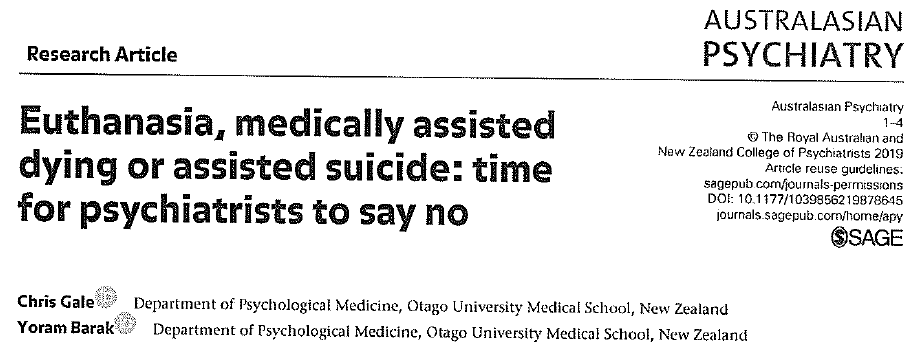 AUSTRALASIAN
PSYCHIATRY
Research Article
Euthanasia, medically assisted
dying or assisted suicide: time
for psychiatrists to say no
Australasian Psychiatry
1–4
© The Royal Australian and
New Zealand College of Psychiatrists 2019
Article reuse guidelines:
sagepub.com/journals-permissions
DOI: 10.1177/1039856219878645
journals.sagepub.com/home/apy
SAGE
Chris Gale Department of Psychological Medicine, Otago University Medical School, New Zealand
Yoram Barak Department of Psychological Medicine, Otago University Medical School, New Zealand